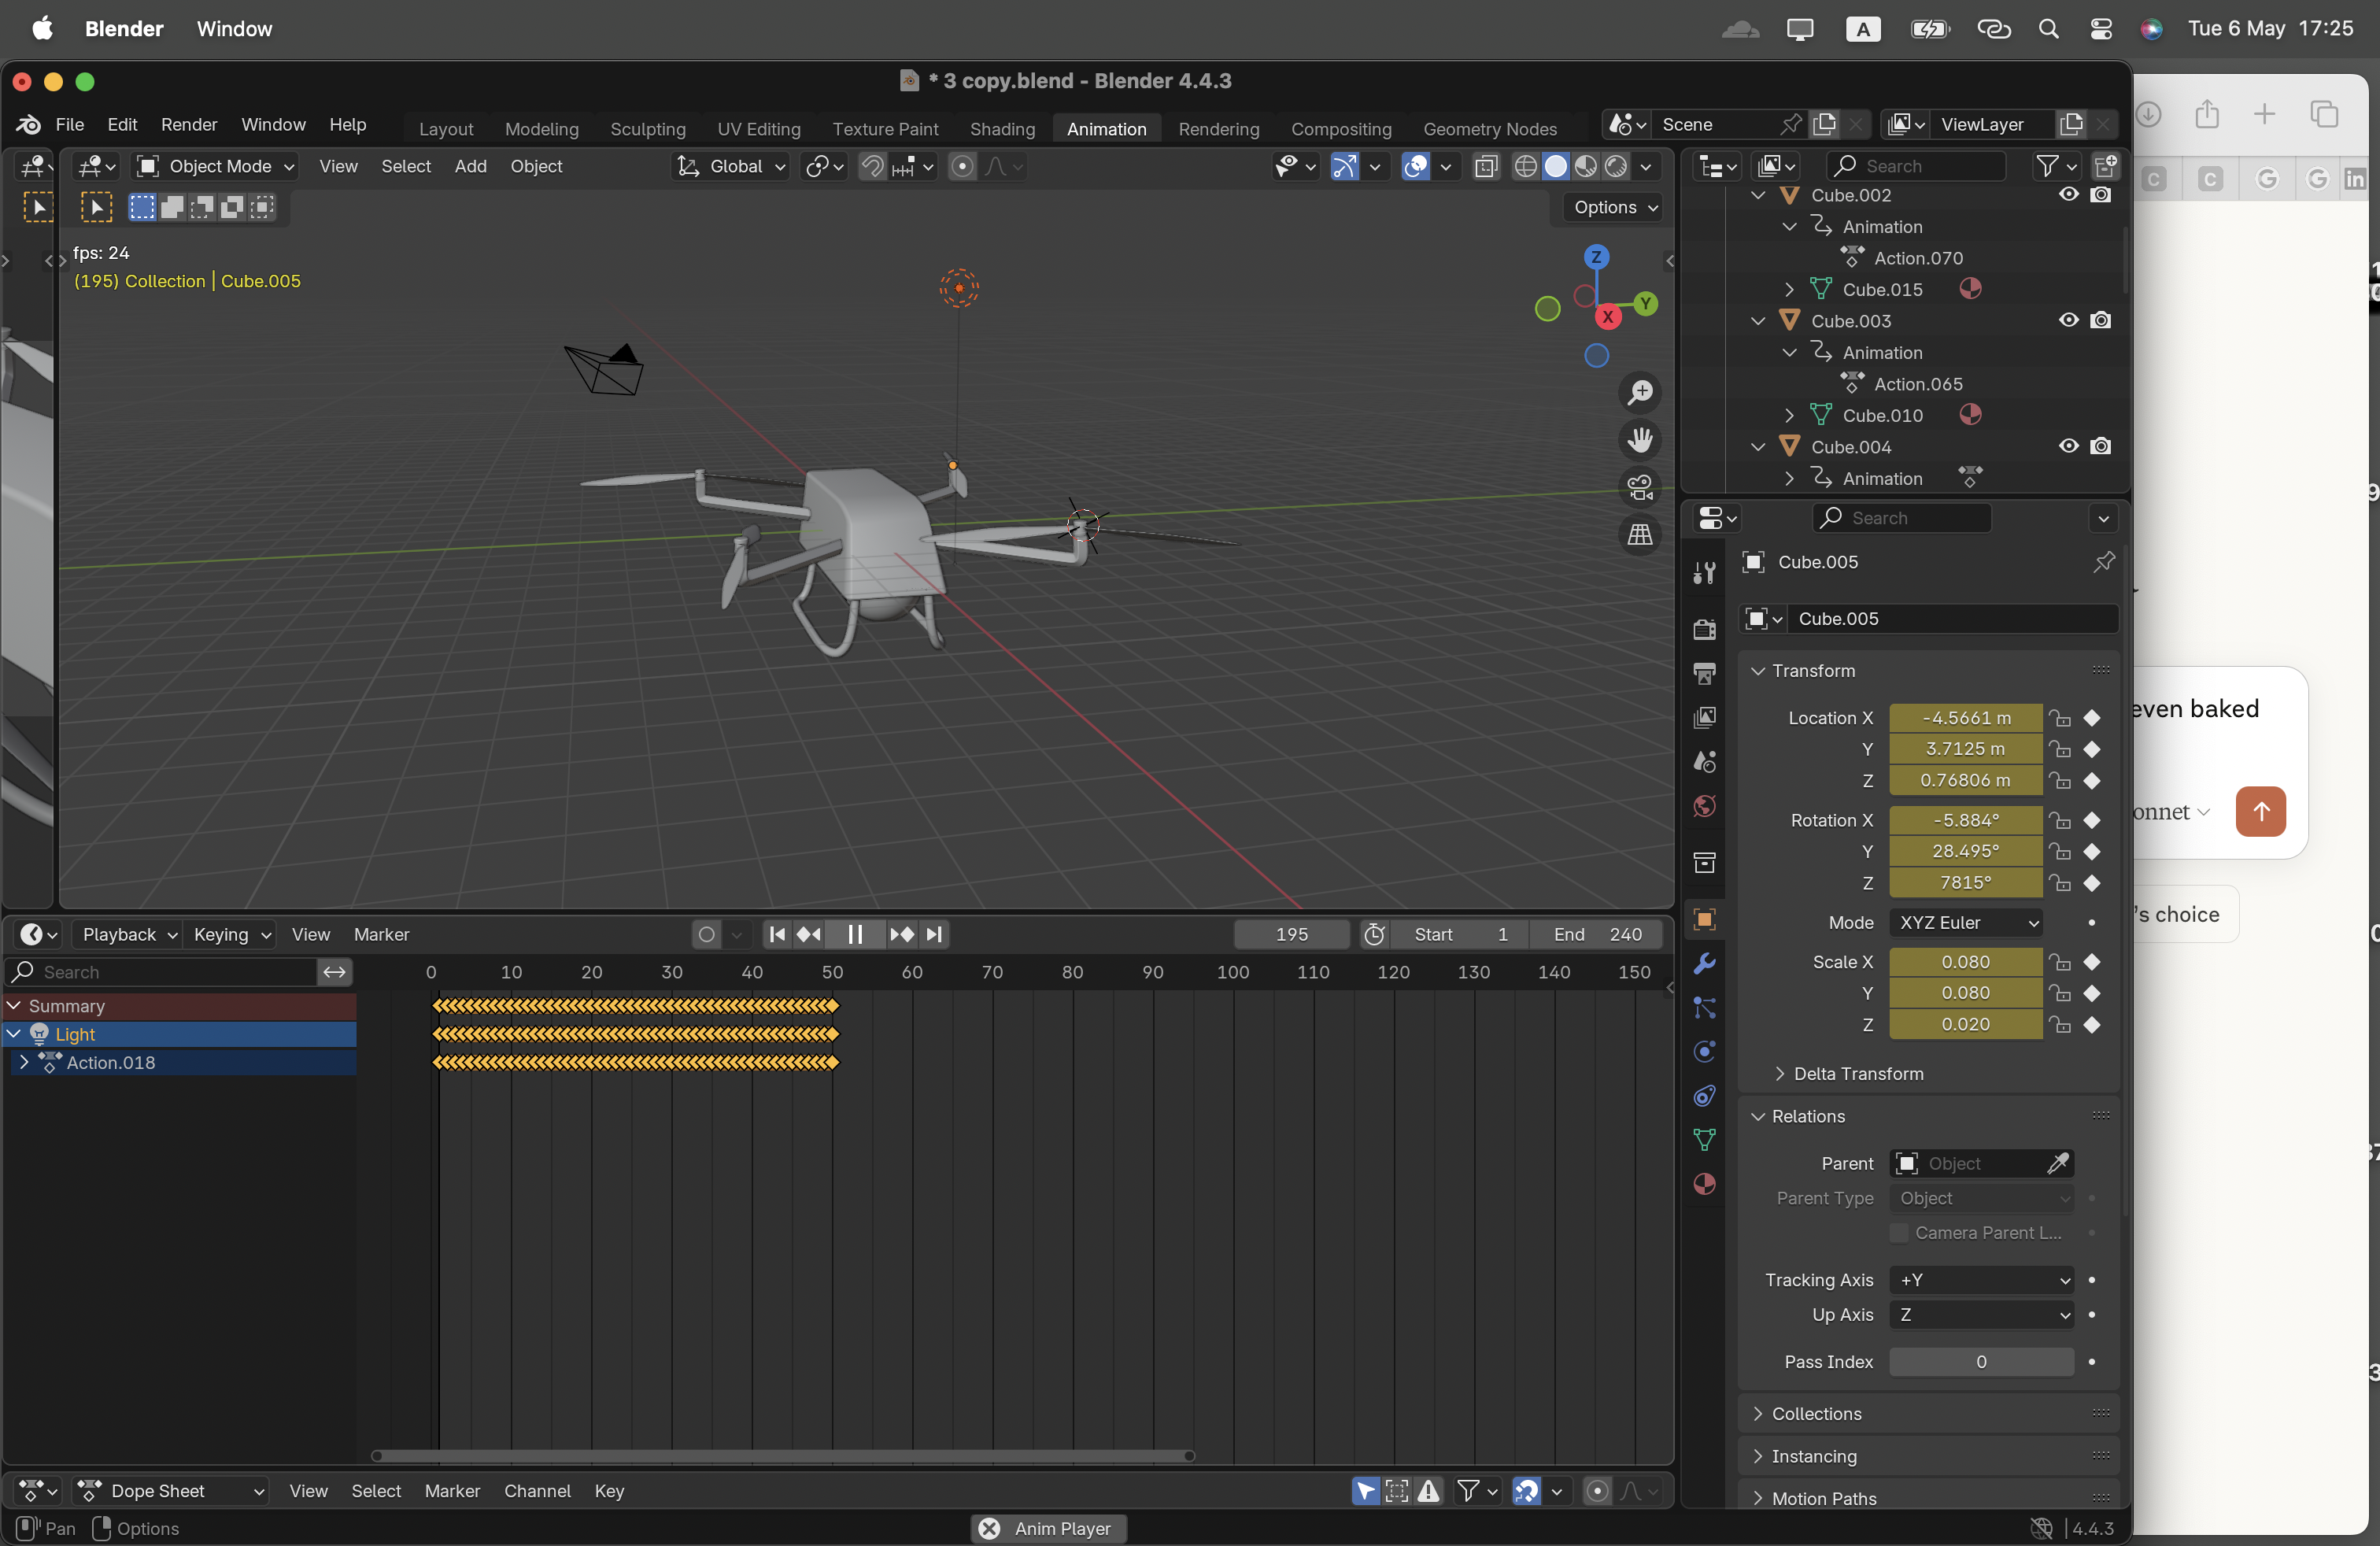 Blender Window
A
Tue 6 May 17:25
* 3 copy.blend - Blender 4.4.3
File Edit Render Window Help
Layout Modeling Sculpting UV Editing Texture Paint Shading Animation Rendering Compositing Geometry Nodes
Scene
ViewLayer
Object Mode View Select Add Object
Global
Options
fps: 24
(195) Collection | Cube.005
Z
Y
X
Search
Cube.002
Animation
Action.070
Cube.015
Cube.003
Animation
Action.065
Cube.010
Cube.004
Animation
Search
Cube.005
Cube.005
Transform
Location X -4.5661 m
Y 3.7125 m
Z 0.76806 m
Rotation X -5.884°
Y 28.495°
Z 7815°
Mode XYZ Euler
Scale X 0.080
Y 0.080
Z 0.020
Delta Transform
Relations
Parent Object
Parent Type Object
Camera Parent L...
Tracking Axis +Y
Up Axis Z
Pass Index 0
Collections
Instancing
Motion Paths
Playback Keying View Marker
195 Start 1 End 240
Search
0 10 20 30 40 50 60 70 80 90 100 110 120 130 140 150
Summary
Light
Action.018
Dope Sheet View Select Marker Channel Key
Pan Options
Anim Player
4.4.3
C C G G in
even baked
onnet
's choice